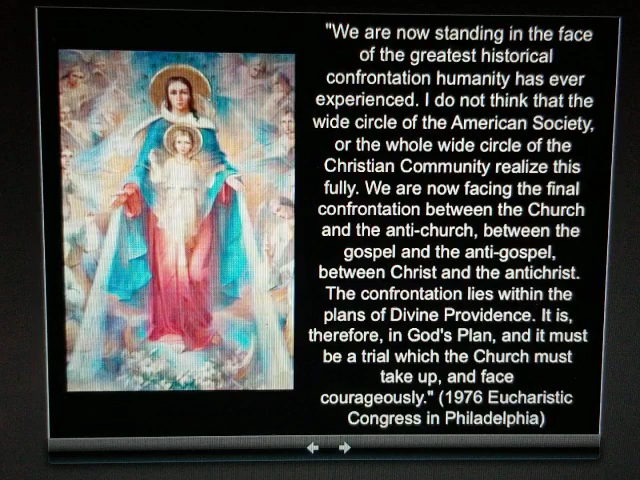 "We are now standing in the face
of the greatest historical
confrontation humanity has ever
experienced. I do not think that the
wide circle of the American Society,
or the whole wide circle of the
Christian Community realize this
fully. We are now facing the final
confrontation between the Church
and the anti-church, between the
gospel and the anti-gospel,
between Christ and the antichrist.
The confrontation lies within the
plans of Divine Providence. It is,
therefore, in God's Plan, and it must
be a trial which the Church must
take up, and face
courageously." (1976 Eucharistic
Congress in Philadelphia)